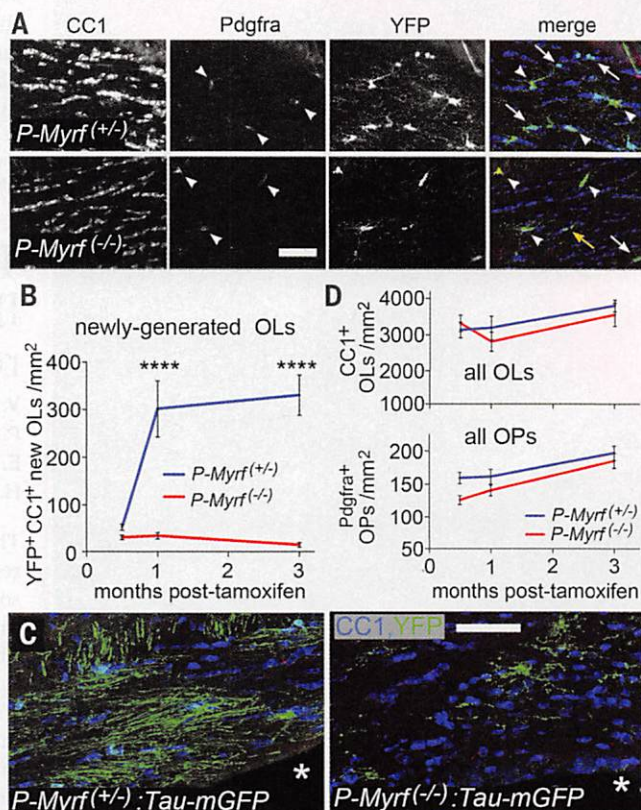 A CC1 Pdgfra YFP merge
P-Myrf(+/-)
P-Myrf(-/-)
B
newly-generated OLs
YFP+CC1+ new OLs /mm2
400
300
200
100
0
**** ****
P-Myrf(+/-)
P-Myrf(-/-)
0 1 2 3
months post-tamoxifen
D
CC1+
OLs /mm2
4000
3000
2000
1000
all OLs
Pdgfra+
OPs /mm2
200
150
100
50
all OPs
P-Myrf(+/-)
P-Myrf(-/-)
0 1 2 3
months post-tamoxifen
C
P-Myrf(+/-):Tau-mGFP
*
CC1,YFP
P-Myrf(-/-):Tau-mGFP
*